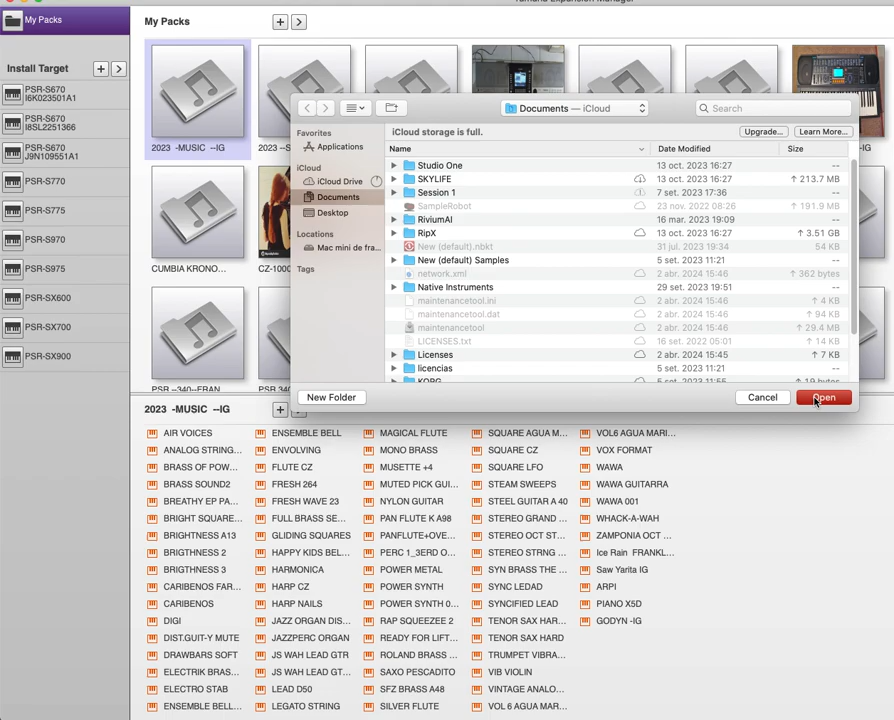 Yamaha Expansion Manager
My Packs
My Packs
Install Target
PSR-S670
I6K023501A1
PSR-S670
I8SL2251366
PSR-S670
J9N109551A1
PSR-S770
PSR-S775
PSR-S970
PSR-S975
PSR-SX600
PSR-SX700
PSR-SX900
2023 -MUSIC --IG
2023 --S
-IG
CUMBIA KRONO...
CZ-1000
PSR --340--FRAN
Documents — iCloud
Search
Favorites
Applications
iCloud
iCloud Drive
Documents
Desktop
Locations
Mac mini de fra...
Tags
iCloud storage is full.
Upgrade...
Learn More...
Name Date Modified Size
Studio One 13 oct. 2023 16:27 --
SKYLIFE 13 oct. 2023 16:27 ↑ 213.7 MB
Session 1 7 set. 2023 17:36 --
SampleRobot 23 nov. 2022 08:26 ↑ 191.9 MB
RiviumAI 16 mar. 2023 19:09 --
RipX 13 oct. 2023 16:27 ↑ 3.51 GB
New (default).nbkt 31 jul. 2023 19:34 54 KB
New (default) Samples 5 set. 2023 11:21 --
network.xml 2 abr. 2024 15:46 ↑ 362 bytes
Native Instruments 29 set. 2023 19:51 --
maintenancetool.ini 2 abr. 2024 15:46 ↑ 4 KB
maintenancetool.dat 2 abr. 2024 15:46 ↑ 94 KB
maintenancetool 2 abr. 2024 15:46 ↑ 29.4 MB
LICENSES.txt 16 set. 2022 05:01 ↑ 14 KB
Licenses 2 abr. 2024 15:45 ↑ 7 KB
licencias 5 set. 2023 11:21 --
KORG 5 set. 2023 11:55 ↑ 19 bytes
New Folder
Cancel
Open
2023 -MUSIC --IG
AIR VOICES
ANALOG STRING...
BRASS OF POW...
BRASS SOUND2
BREATHY EP PA...
BRIGHT SQUARE...
BRIGHTNESS A13
BRIGTHNESS 2
BRIGTHNESS 3
CARIBENOS FAR...
CARIBENOS
DIGI
DIST.GUIT-Y MUTE
DRAWBARS SOFT
ELECTRIK BRAS...
ELECTRO STAB
ENSEMBLE BELL...
ENSEMBLE BELL
ENVOLVING
FLUTE CZ
FRESH 264
FRESH WAVE 23
FULL BRASS SE...
GLIDING SQUARES
HAPPY KIDS BEL...
HARMONICA
HARP CZ
HARP NAILS
JAZZ ORGAN DIS...
JAZZPERC ORGAN
JS WAH LEAD GTR
JS WAH LEAD GT...
LEAD D50
LEGATO STRING
MAGICAL FLUTE
MONO BRASS
MUSETTE +4
MUTED PICK GUI...
NYLON GUITAR
PAN FLUTE K A98
PANFLUTE+OVE...
PERC 1_3ERD O...
POWER METAL
POWER SYNTH
POWER SYNTH 0...
RAP SQUEEZEE 2
READY FOR LIFT...
ROLAND BRASS ...
SAXO PESCADITO
SFZ BRASS A48
SILVER FLUTE
SQUARE AGUA M...
SQUARE CZ
SQUARE LFO
STEAM SWEEPS
STEEL GUITAR A 40
STEREO GRAND ...
STEREO OCT ST...
STEREO STRNG ...
SYN BRASS THE ...
SYNC LEDAD
SYNCIFIED LEAD
TENOR SAX HAR...
TENOR SAX HARD
TRUMPET VIBRA...
VIB VIOLIN
VINTAGE ANALO...
VOL 6 AGUA MAR...
VOL6 AGUA MARI...
VOX FORMAT
WAWA
WAWA GUITARRA
WAWA 001
WHACK-A-WAH
ZAMPONIA OCT ...
Ice Rain FRANKL...
Saw Yarita IG
ARPI
PIANO X5D
GODYN -IG